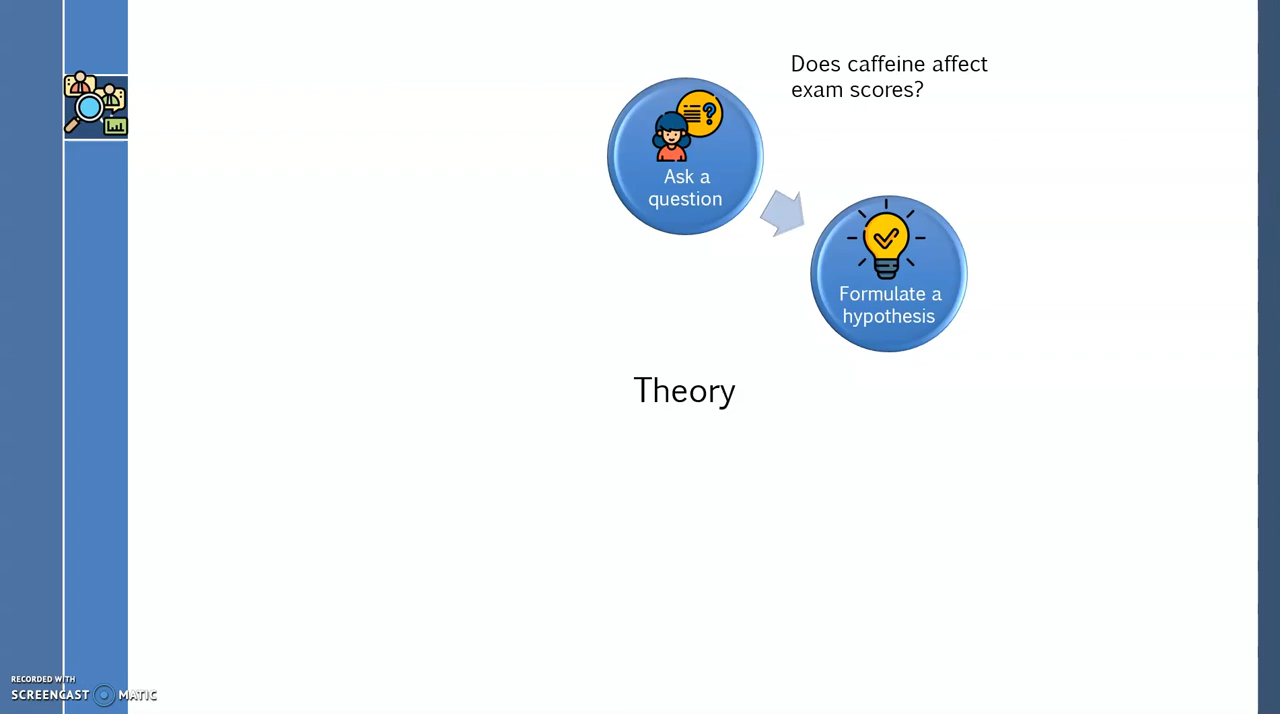 Does caffeine affect
exam scores?
Ask a
question
Formulate a
hypothesis
Theory
RECORDED WITH
SCREENCAST MATIC